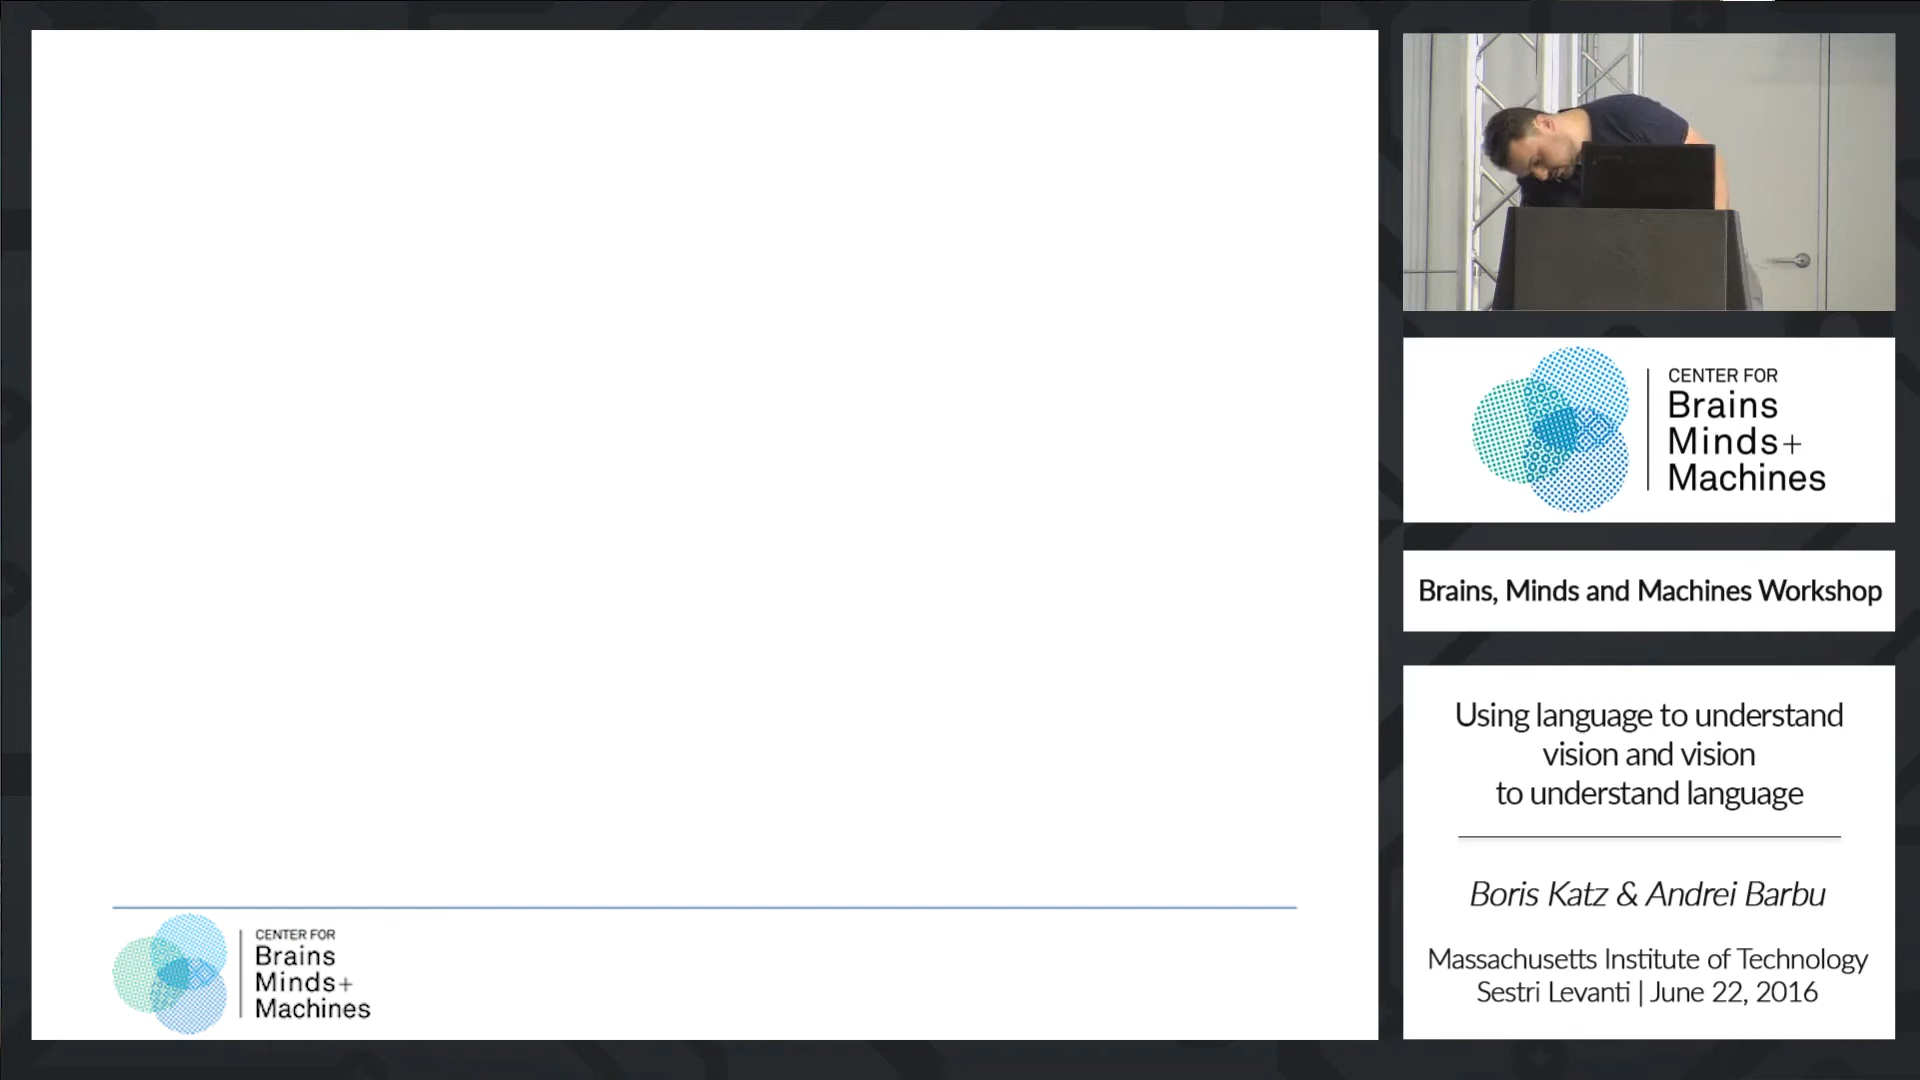 CENTER FOR
Brains
Minds+
Machines
CENTER FOR
Brains
Minds+
Machines
Brains, Minds and Machines Workshop
Using language to understand
vision and vision
to understand language
Boris Katz & Andrei Barbu
Massachusetts Institute of Technology
Sestri Levanti | June 22, 2016